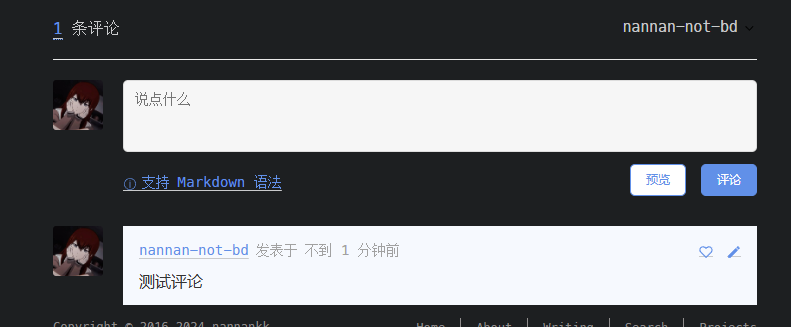 1 条评论
nannan-not-bd
说点什么
支持 Markdown 语法
预览
评论
nannan-not-bd 发表于 不到 1 分钟前
测试评论
Copyright © 2016-2024 nannankk
Home
About
Writing
Search
Projects